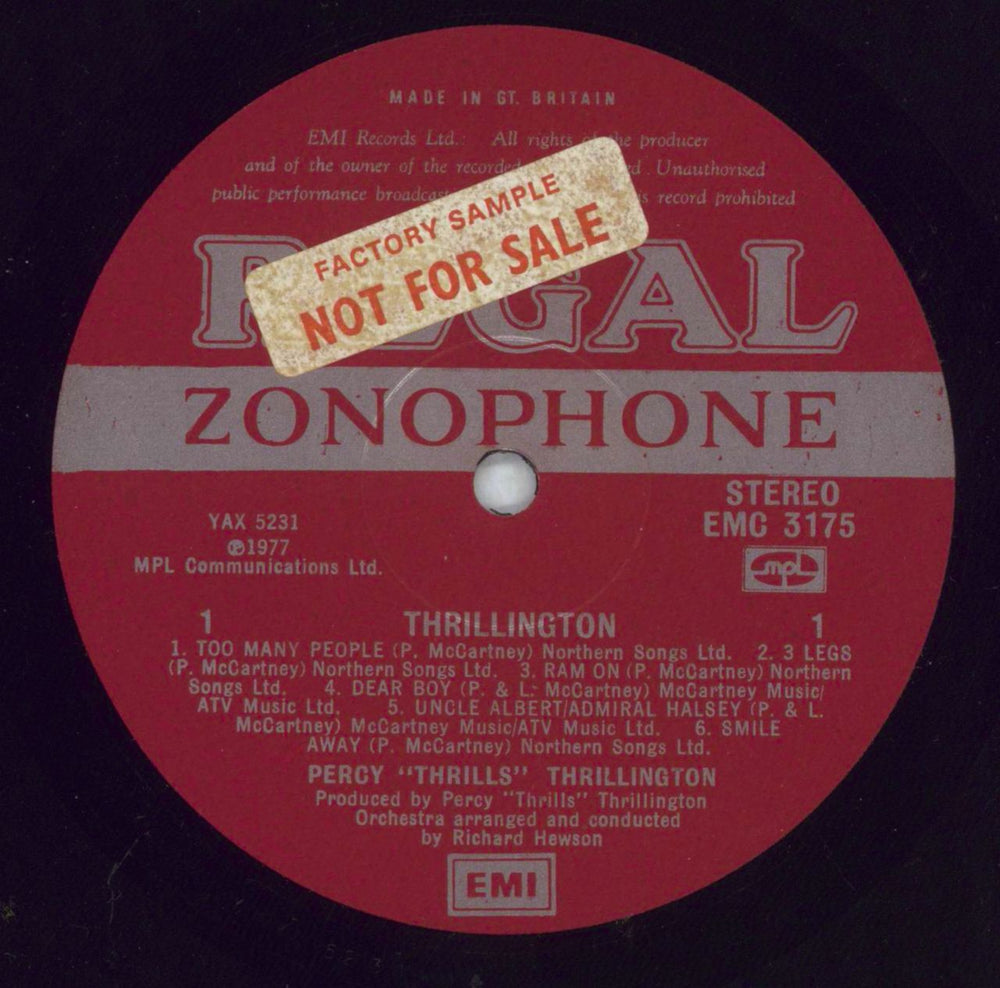 MADE IN GT. BRITAIN
EMI Records Ltd.: All rights of the producer
and of the owner of the recorded rd. Unauthorised
public performance broadcas s record prohibited
FACTORY SAMPLE
NOT FOR SALE
REGAL
ZONOPHONE
STEREO
EMC 3175
mpl
YAX 5231
℗1977
MPL Communications Ltd.
1 THRILLINGTON 1
1. TOO MANY PEOPLE (P. McCartney) Northern Songs Ltd. 2. 3 LEGS
(P. McCartney) Northern Songs Ltd. 3. RAM ON (P. McCartney) Northern
Songs Ltd. 4. DEAR BOY (P. & L. McCartney) McCartney Music/
ATV Music Ltd. 5. UNCLE ALBERT/ADMIRAL HALSEY (P. & L.
McCartney) McCartney Music/ATV Music Ltd. 6. SMILE
AWAY (P. McCartney) Northern Songs Ltd.
PERCY "THRILLS" THRILLINGTON
Produced by Percy "Thrills" Thrillington
Orchestra arranged and conducted
by Richard Hewson
EMI